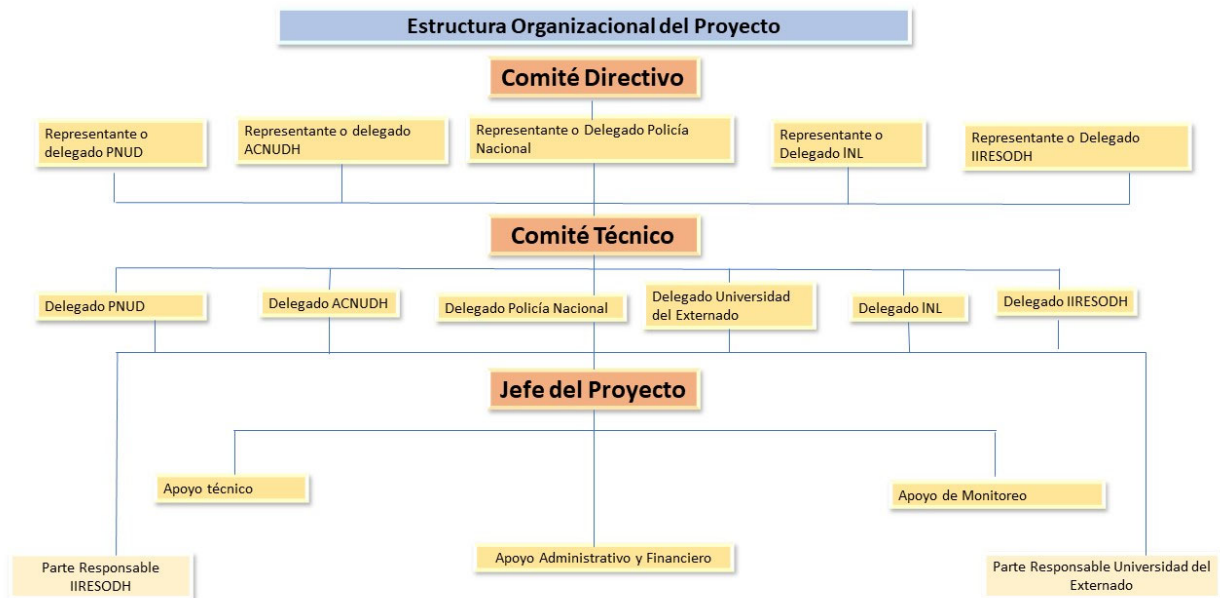 Estructura Organizacional del Proyecto
Comité Directivo
Representante o
delegado PNUD
Representante o delegado
ACNUDH
Representante o Delegado Policía
Nacional
Representante o
Delegado lNL
Representante o Delegado
IIRESODH
Comité Técnico
Delegado PNUD
Delegado ACNUDH
Delegado Policía Nacional
Delegado Universidad
del Externado
Delegado lNL
Delegado IIRESODH
Jefe del Proyecto
Apoyo técnico
Apoyo de Monitoreo
Apoyo Administrativo y Financiero
Parte Responsable
IIRESODH
Parte Responsable Universidad del
Externado